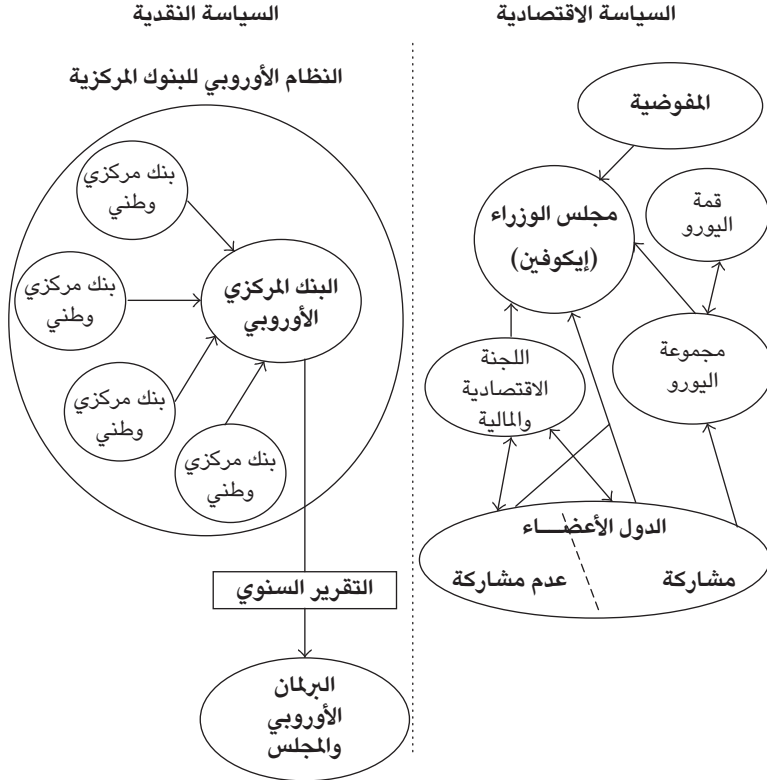 السياسة الاقتصادية
السياسة النقدية
المفوضية
قمة
اليورو
مجلس الوزراء
(إيكوفين)
مجموعة
اليورو
اللجنة
الاقتصادية
والمالية
الدول الأعضـــاء
مشاركة
عدم مشاركة
النظام الأوروبي للبنوك المركزية
بنك مركزي
وطني
بنك مركزي
وطني
بنك مركزي
وطني
بنك مركزي
وطني
البنك المركزي
الأوروبي
التقرير السنوي
البرلمان
الأوروبي
والمجلس